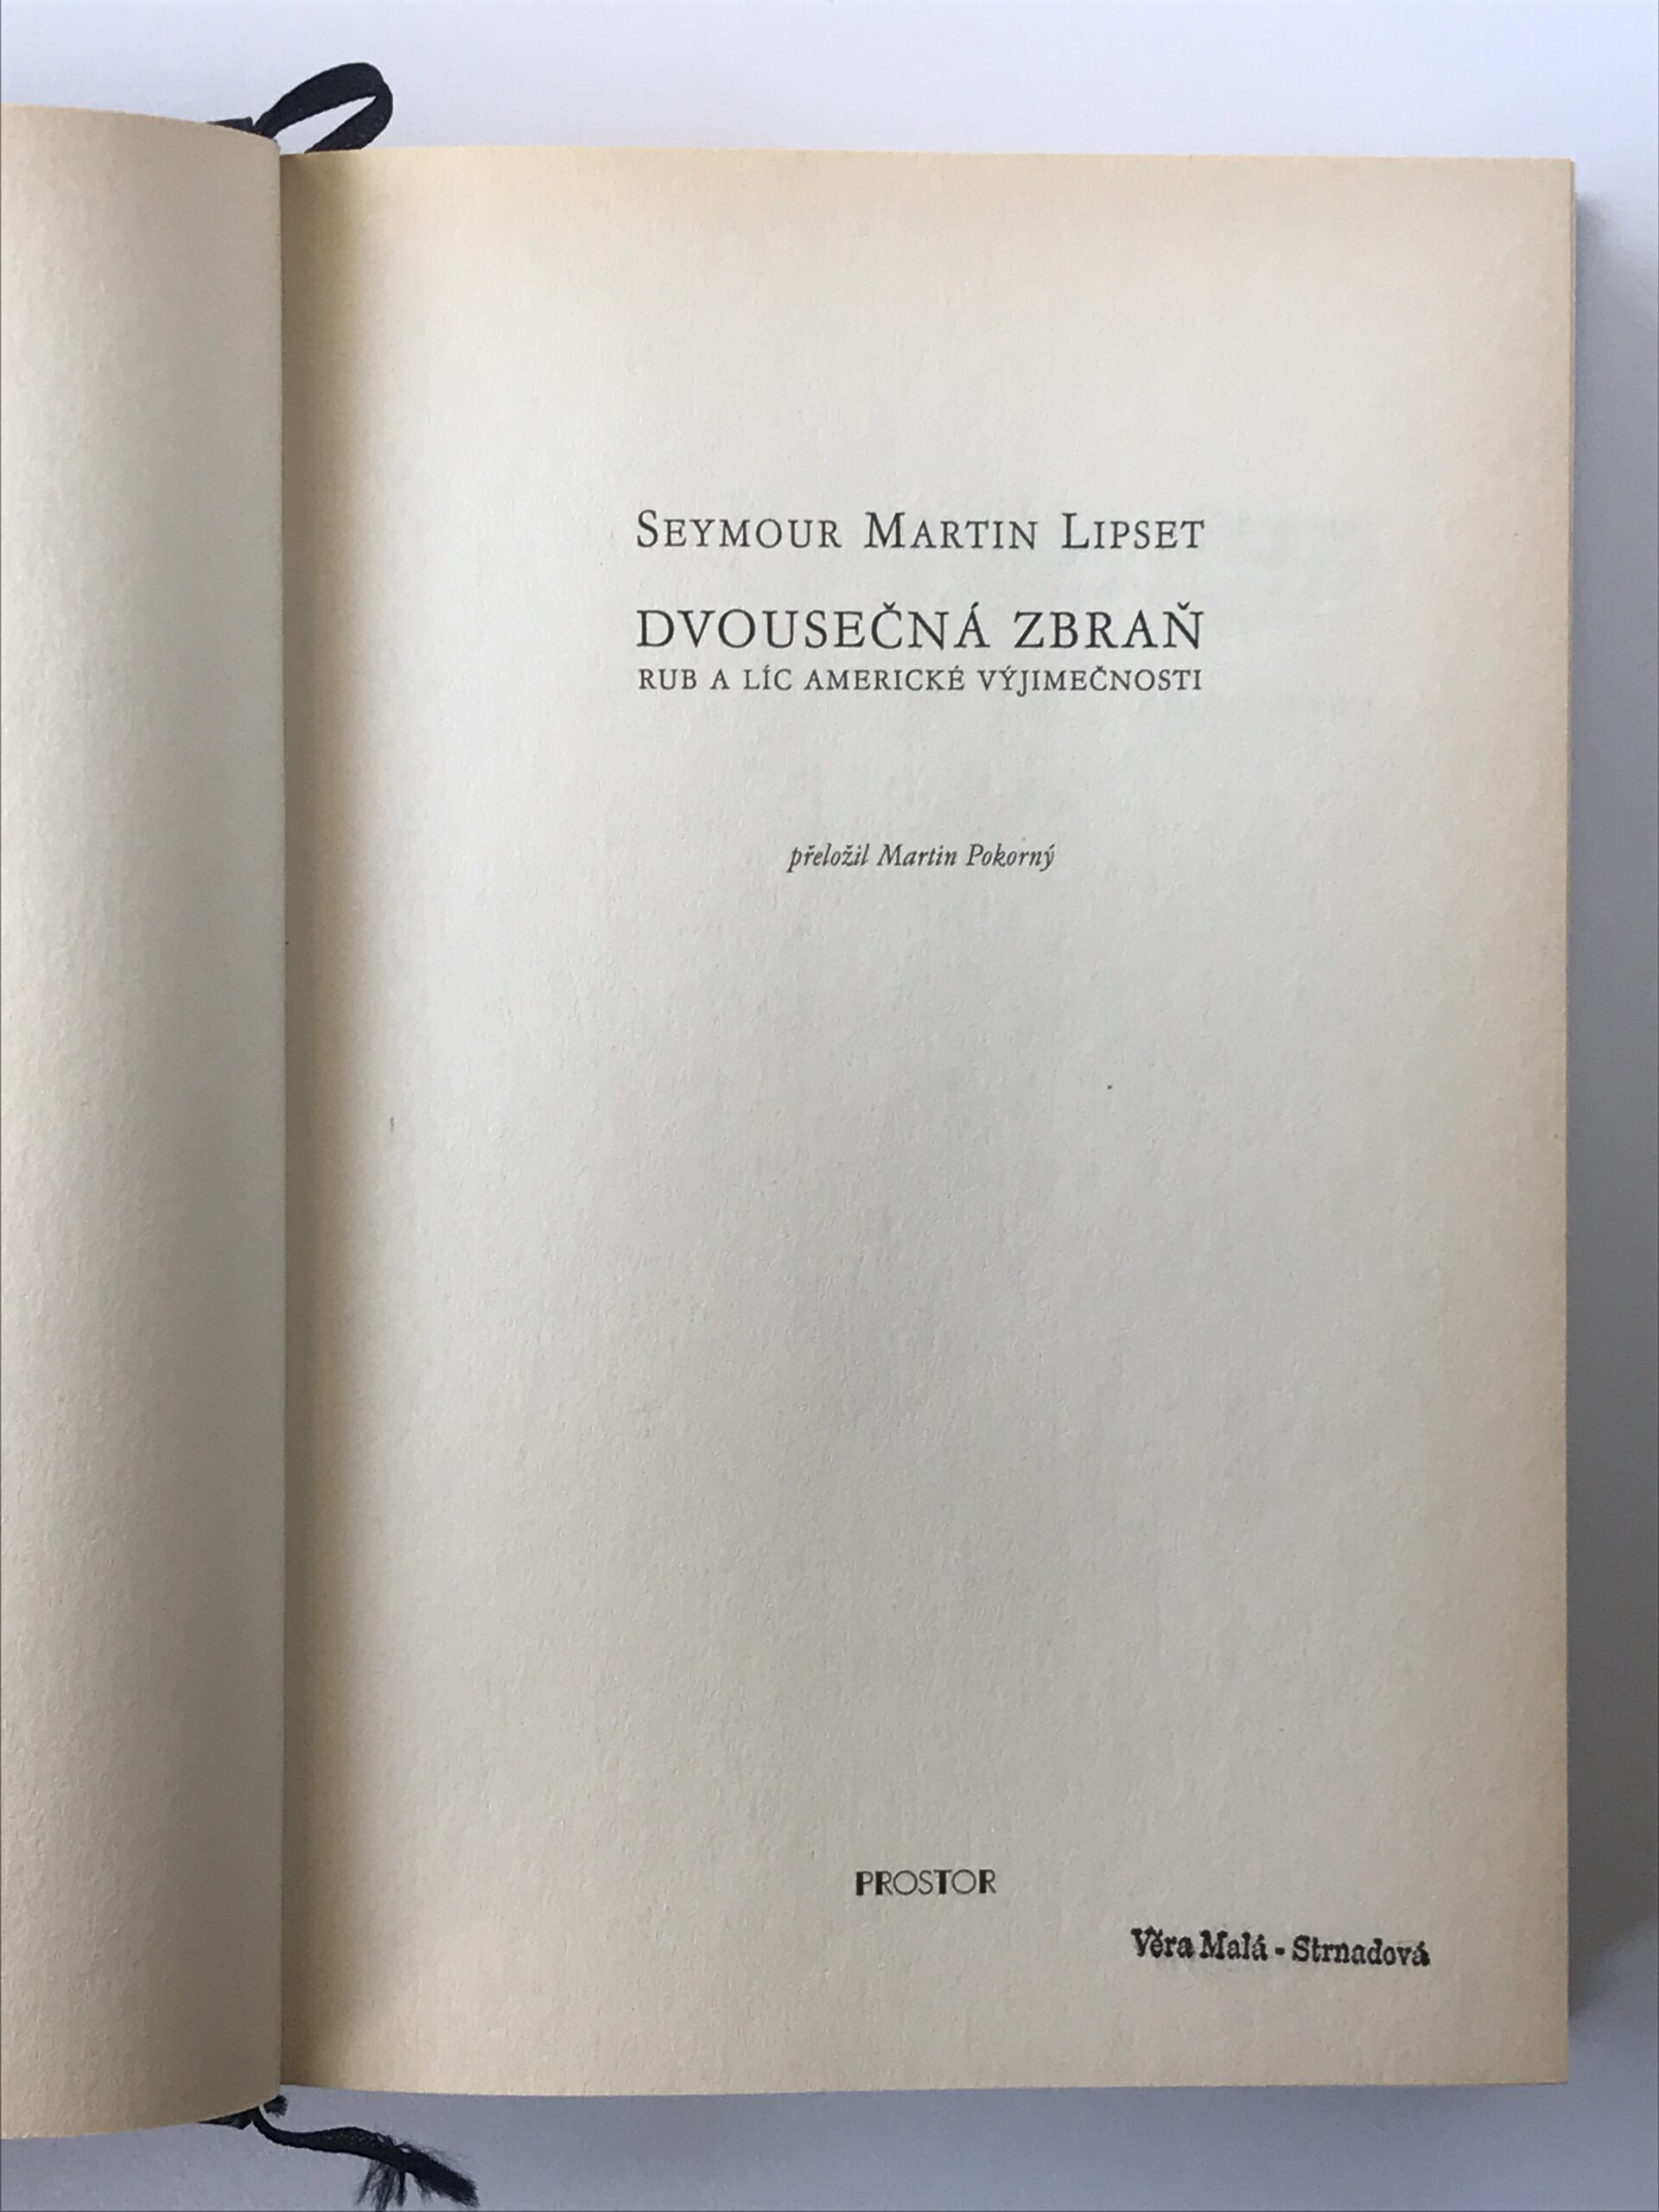 SEYMOUR MARTIN LIPSET
DVOUSEČNÁ ZBRAŇ
RUB A LÍC AMERICKÉ VÝJIMEČNOSTI
přeložil Martin Pokorný
PROSTOR
Věra Malá - Strnadová